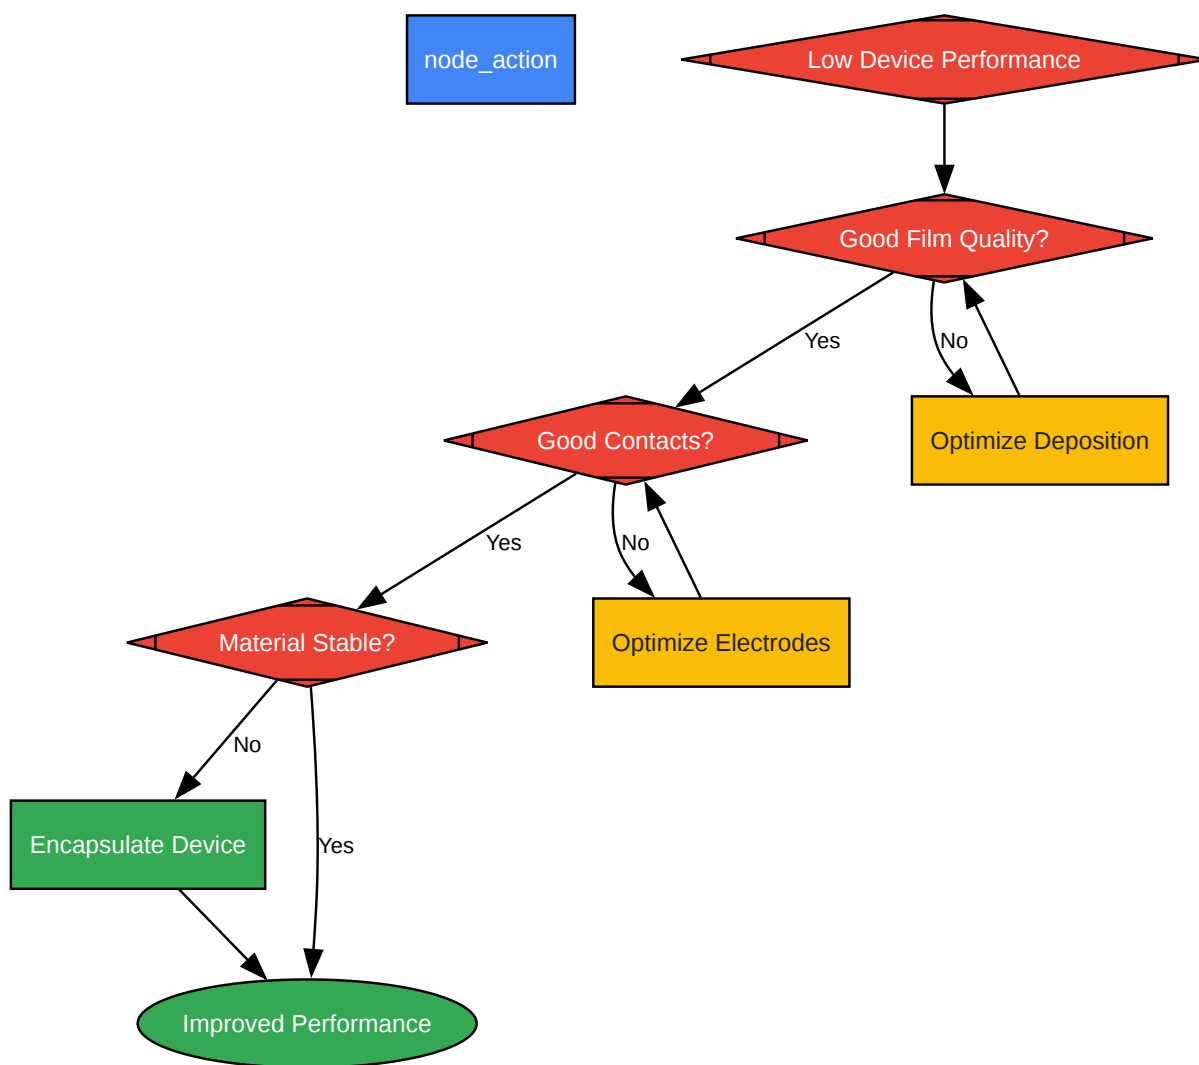 node_action
Low Device Performance
Good Film Quality?
Yes
No
Good Contacts?
Optimize Deposition
Yes
No
Material Stable?
Optimize Electrodes
No
Encapsulate Device
Yes
Improved Performance